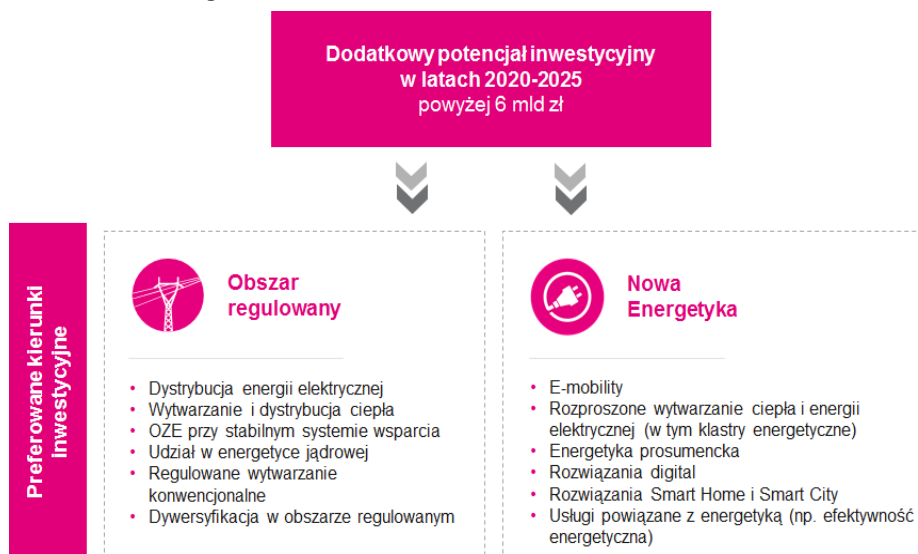 Dodatkowy potencjał inwestycyjny
w latach 2020-2025
powyżej 6 mld zł
Preferowane kierunki
inwestycyjne
Obszar
regulowany
• Dystrybucja energii elektrycznej
• Wytwarzanie i dystrybucja ciepła
• OZE przy stabilnym systemie wsparcia
• Udział w energetyce jądrowej
• Regulowane wytwarzanie
konwencjonalne
• Dywersyfikacja w obszarze regulowanym
Nowa
Energetyka
• E-mobility
• Rozproszone wytwarzanie ciepła i energii
elektrycznej (w tym klastry energetyczne)
• Energetyka prosumencka
• Rozwiązania digital
• Rozwiązania Smart Home i Smart City
• Usługi powiązane z energetyką (np. efektywność
energetyczna)